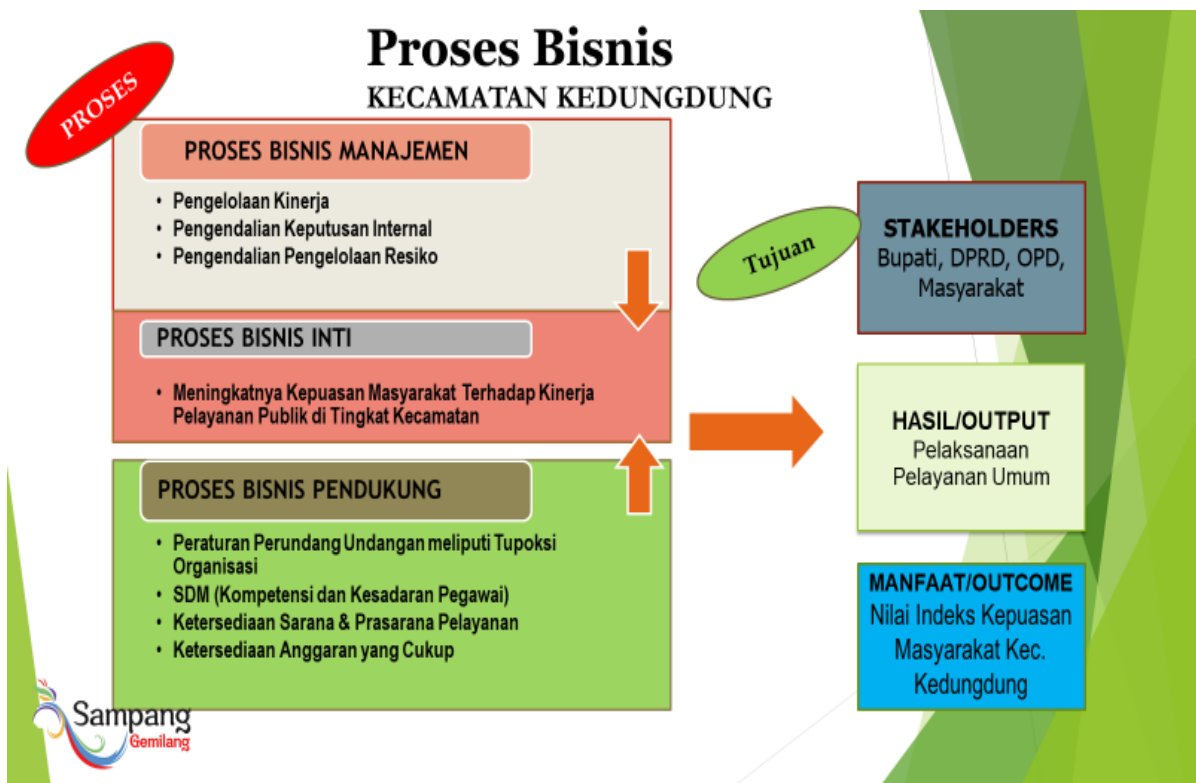 Proses Bisnis
KECAMATAN KEDUNGDUNG
PROSES
PROSES BISNIS MANAJEMEN
• Pengelolaan Kinerja
• Pengendalian Keputusan Internal
• Pengendalian Pengelolaan Resiko
PROSES BISNIS INTI
• Meningkatnya Kepuasan Masyarakat Terhadap Kinerja
Pelayanan Publik di Tingkat Kecamatan
PROSES BISNIS PENDUKUNG
• Peraturan Perundang Undangan meliputi Tupoksi
Organisasi
• SDM (Kompetensi dan Kesadaran Pegawai)
• Ketersediaan Sarana & Prasarana Pelayanan
• Ketersediaan Anggaran yang Cukup
Tujuan
STAKEHOLDERS
Bupati, DPRD, OPD,
Masyarakat
HASIL/OUTPUT
Pelaksanaan
Pelayanan Umum
MANFAAT/OUTCOME
Nilai Indeks Kepuasan
Masyarakat Kec.
Kedungdung
Sampang
Gemilang